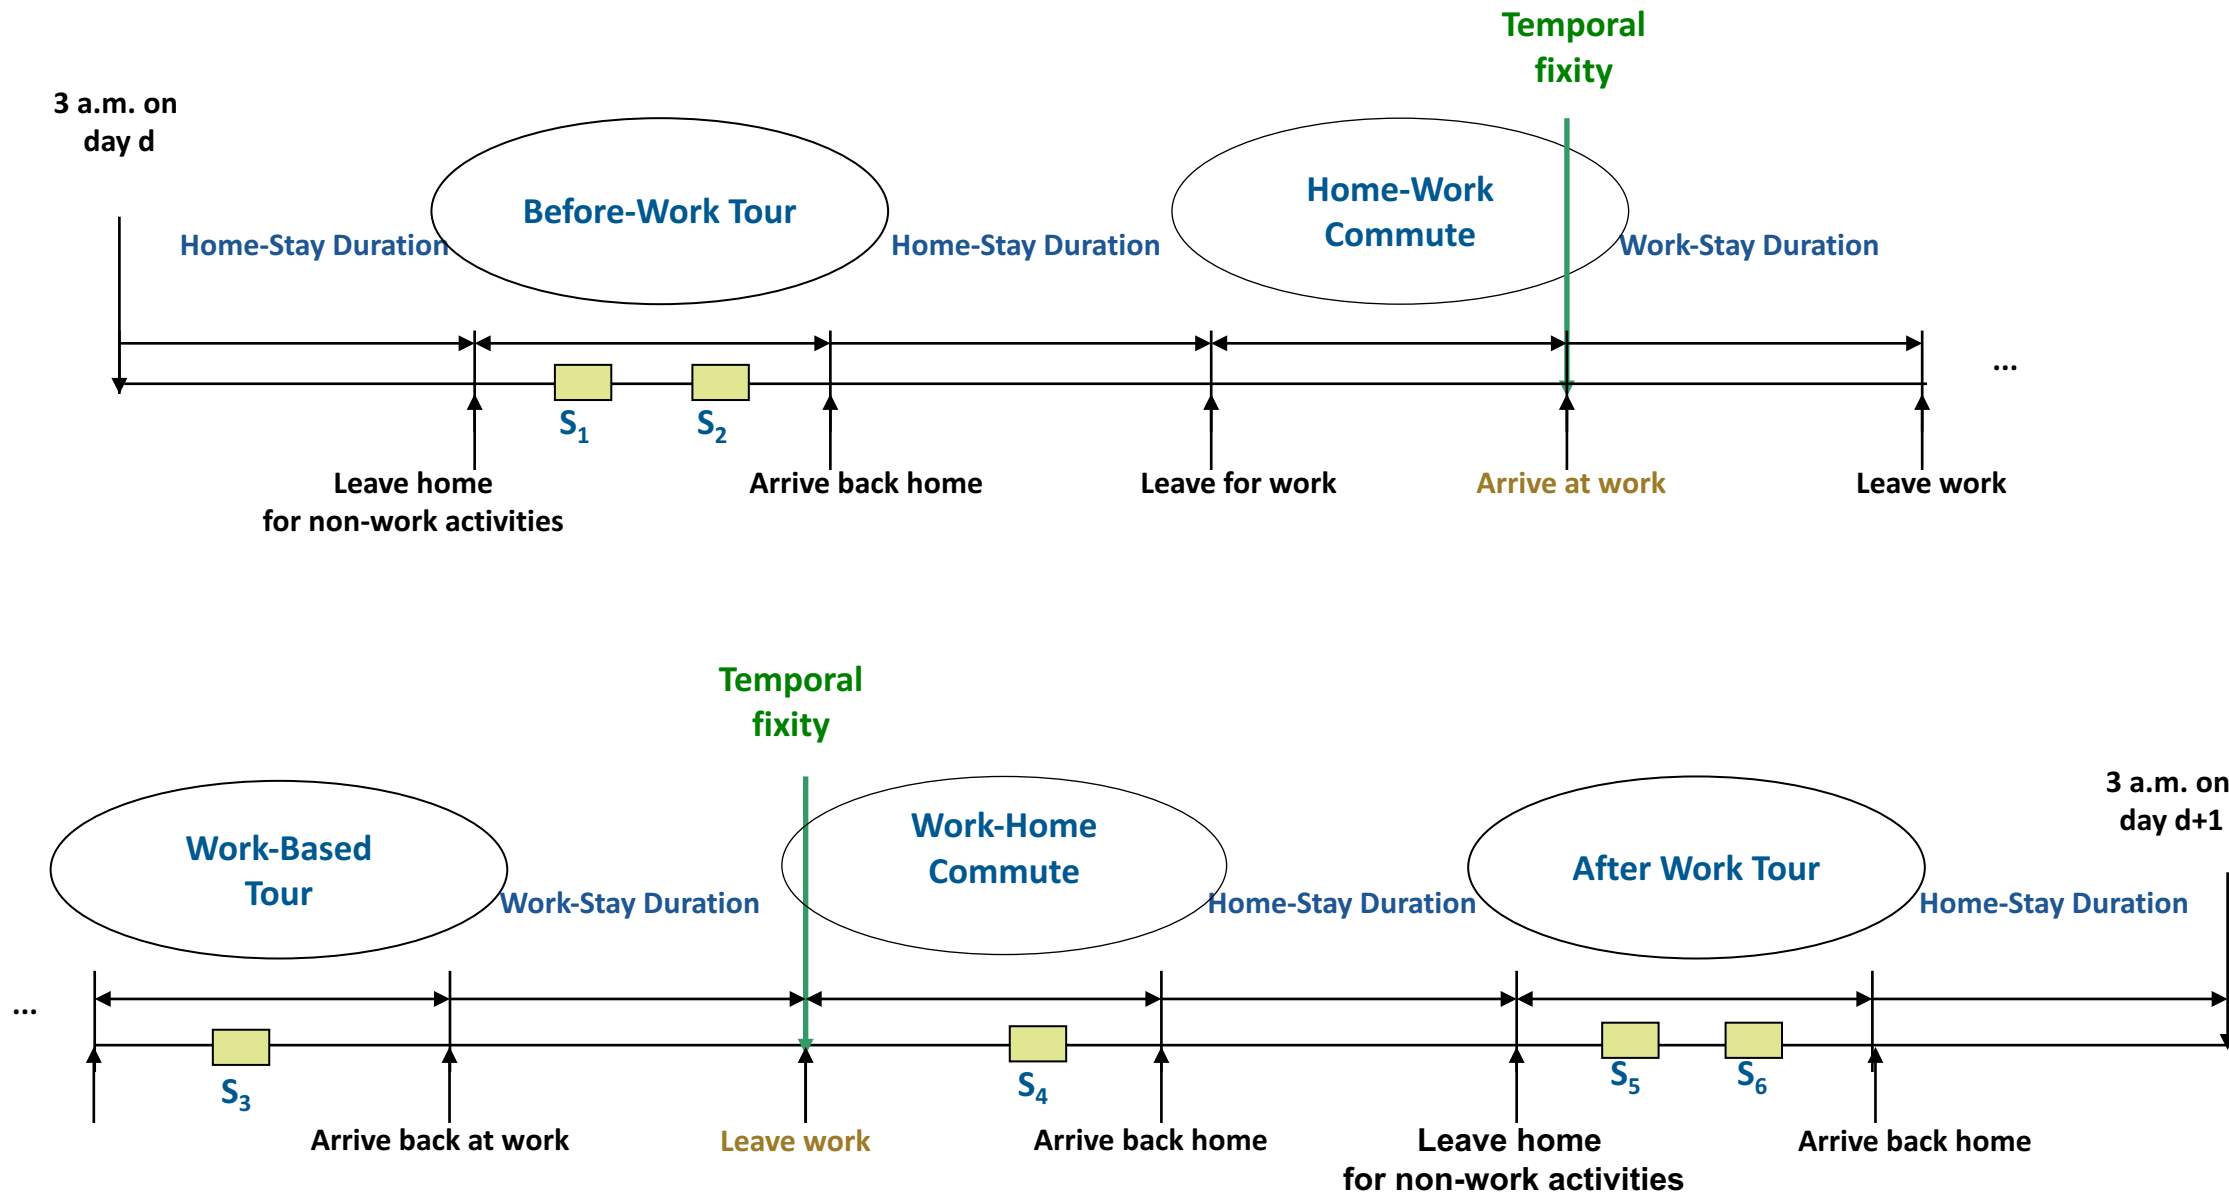 Temporal
fixity
3 a.m. on
day d
Before-Work Tour
Home-Work
Commute
Home-Stay Duration
Home-Stay Duration
Work-Stay Duration
...
S1
S2
Leave home
for non-work activities
Arrive back home
Leave for work
Arrive at work
Leave work
Temporal
fixity
3 a.m. on
day d+1
Work-Based
Tour
Work-Home
Commute
After Work Tour
Work-Stay Duration
Home-Stay Duration
Home-Stay Duration
...
S3
S4
S5
S6
Arrive back at work
Leave work
Arrive back home
Leave home
for non-work activities
Arrive back home